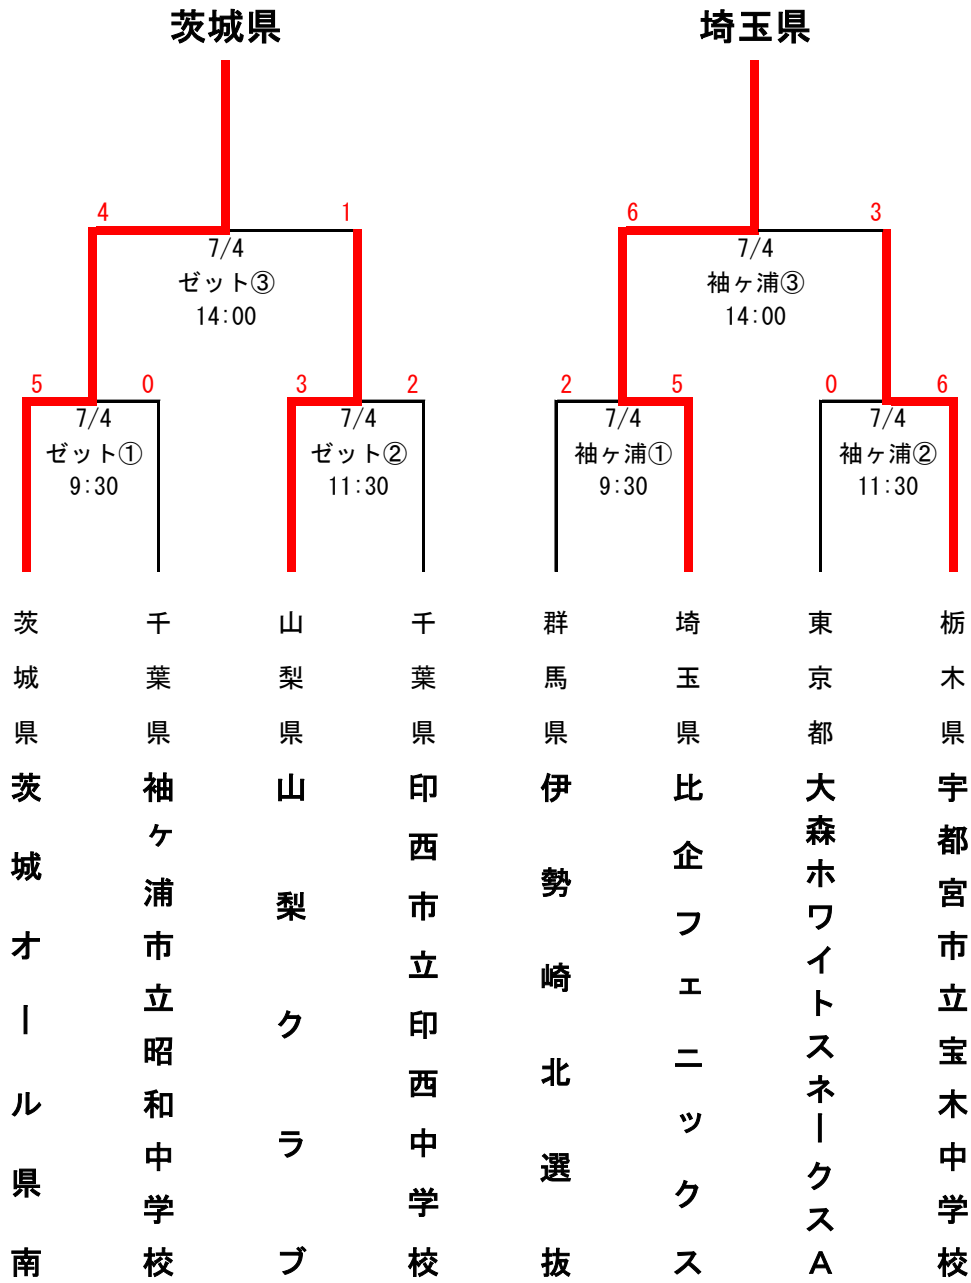 茨城県
埼玉県
4
1
6
3
7/4
ゼット③
14:00
7/4
袖ヶ浦③
14:00
5
0
3
2
2
5
0
6
7/4
ゼット①
9:30
7/4
ゼット②
11:30
7/4
袖ヶ浦①
9:30
7/4
袖ヶ浦②
11:30
茨城県
茨城オール県南
千葉県
袖ヶ浦市立昭和中学校
山梨県
山梨クラブ
千葉県
印西市立印西中学校
群馬県
伊勢崎北選抜
埼玉県
比企フェニックス
東京都
大森ホワイトスネークスA
栃木県
宇都宮市立宝木中学校